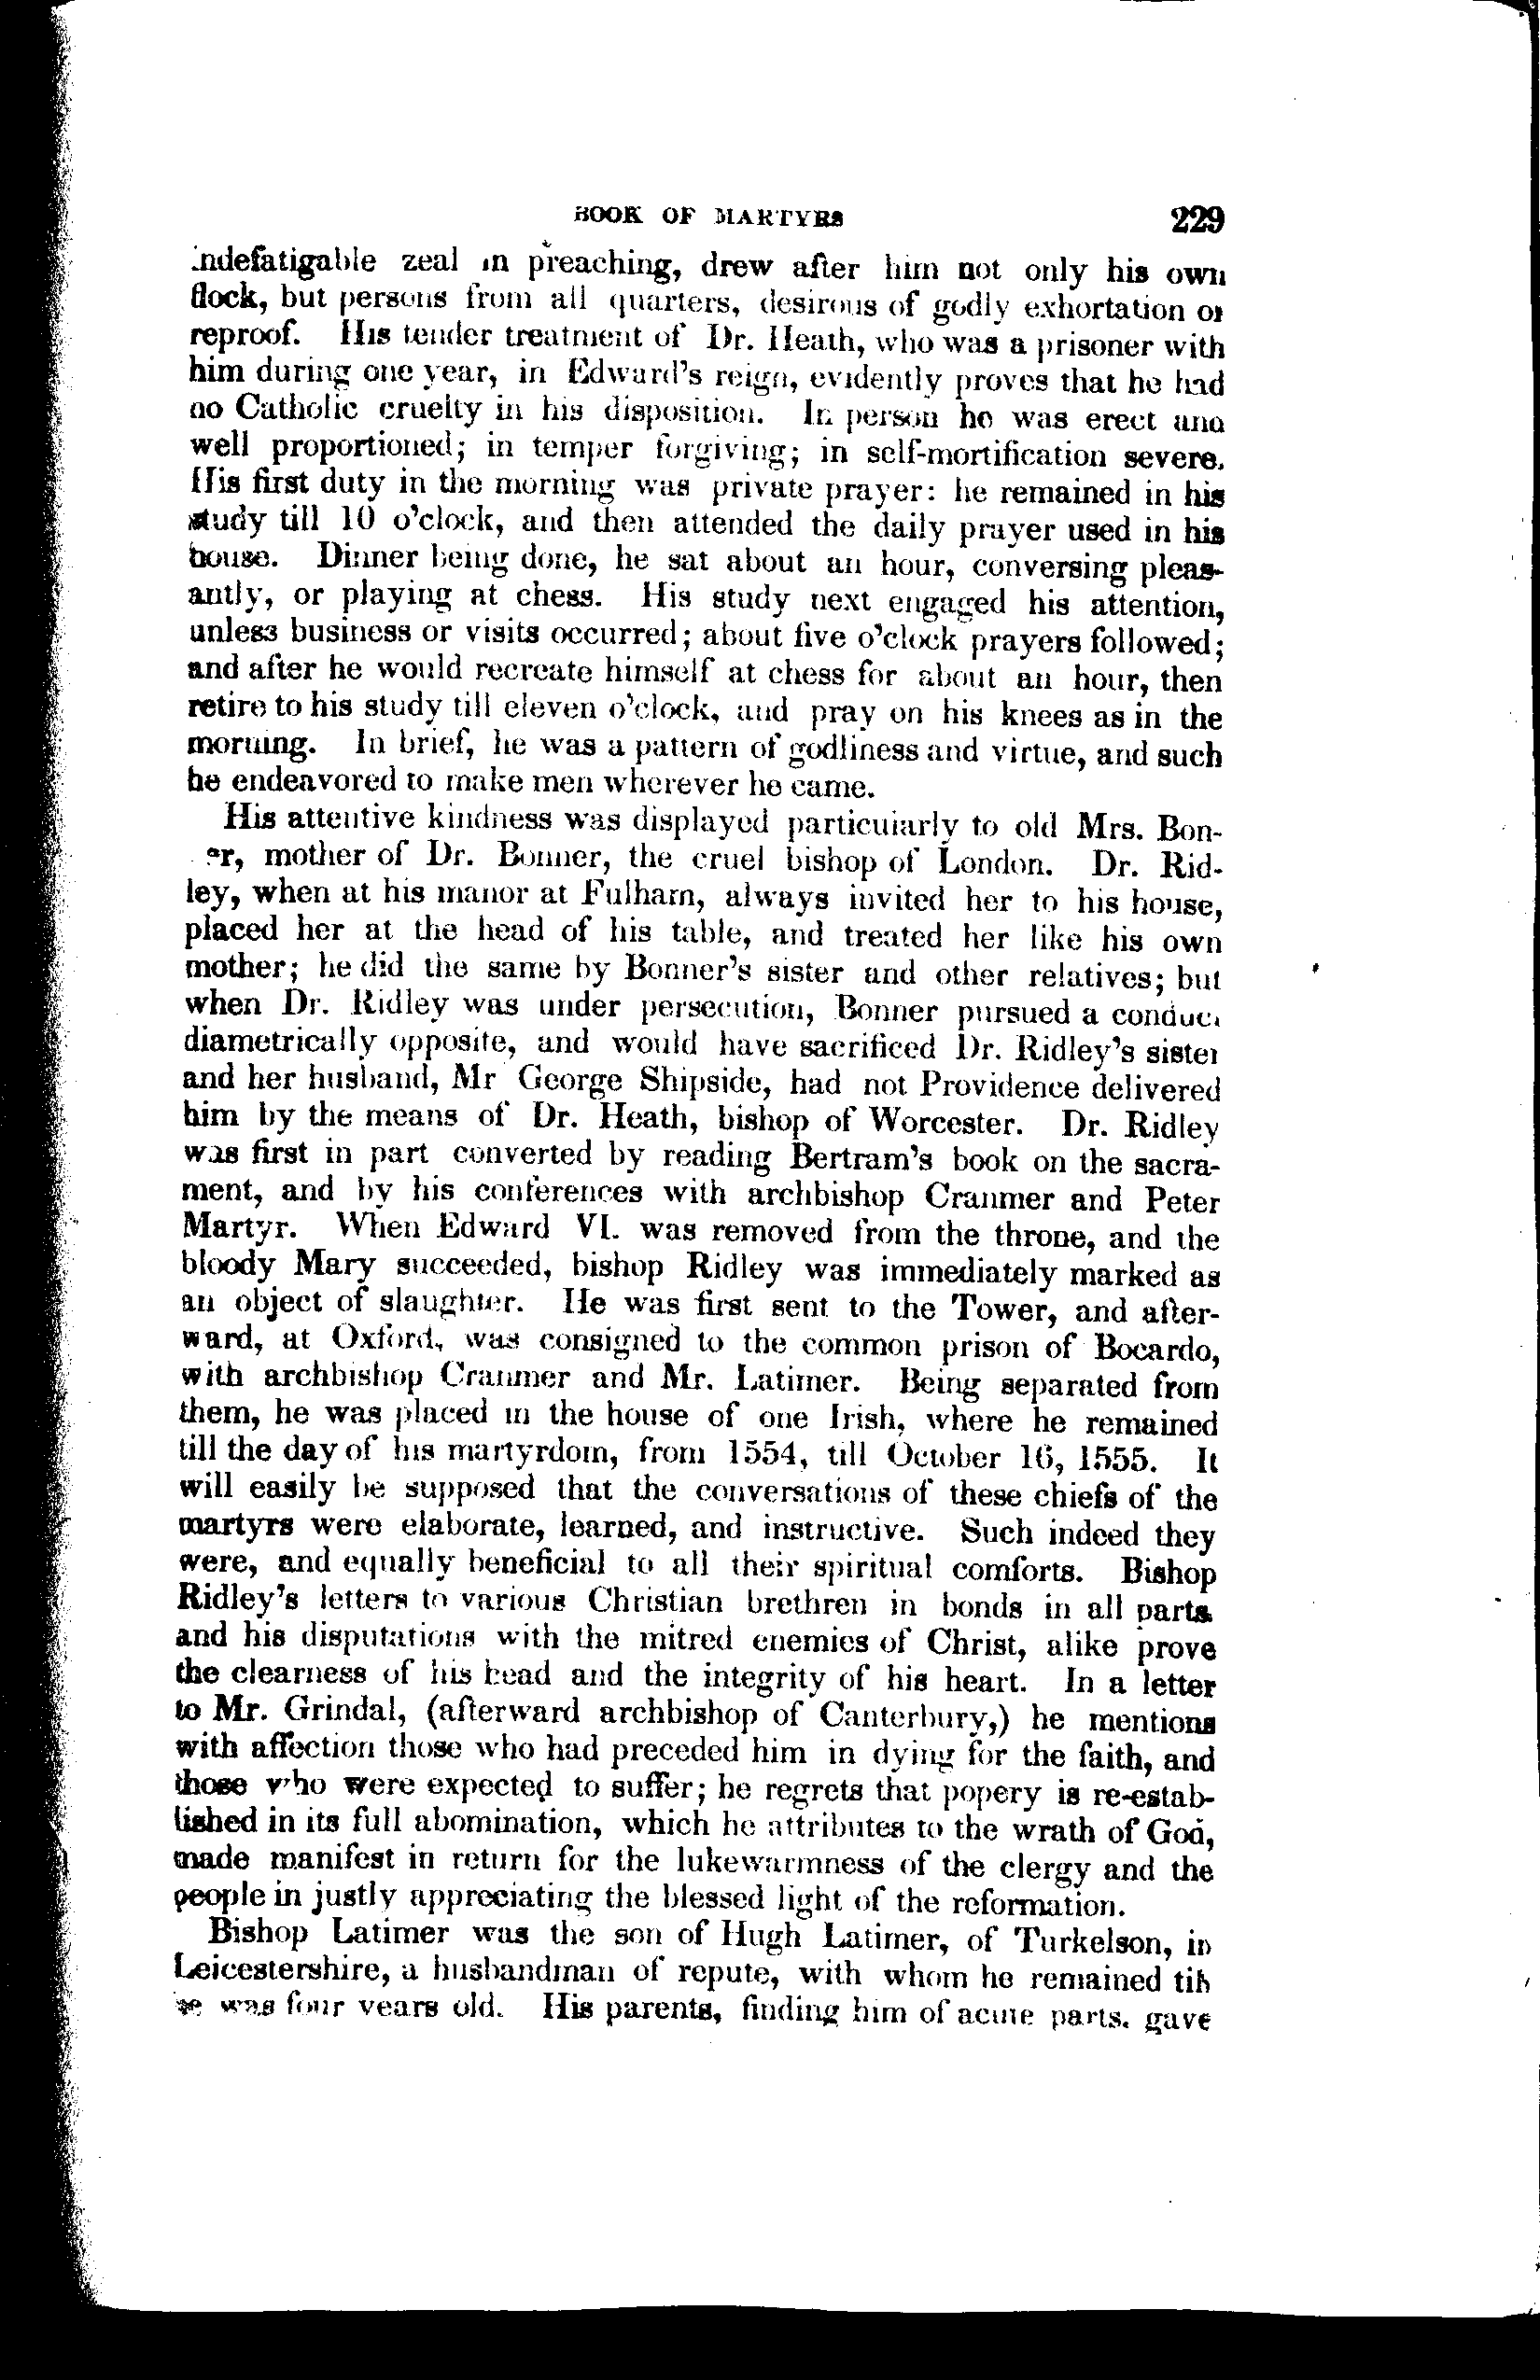 BOOK OF MARTYRS 229
indefatigable zeal in preaching, drew after him not only his own
flock, but persons from all quarters, desirous of godly exhortation or
reproof. His tender treatment of Dr. Heath, who was a prisoner with
him during one year, in Edward's reign, evidently proves that he had
no Catholic cruelty in his disposition. In person he was erect and
well proportioned; in temper forgiving; in self-mortification severe.
His first duty in the morning was private prayer: he remained in his
study till 10 o'clock, and then attended the daily prayer used in his
house. Dinner being done, he sat about an hour, conversing pleas-
antly, or playing at chess. His study next engaged his attention,
unless business or visits occurred; about five o'clock prayers followed;
and after he would recreate himself at chess for about an hour, then
retire to his study till eleven o'clock, and pray on his knees as in the
morning. In brief, he was a pattern of godliness and virtue, and such
he endeavored to make men wherever he came.
His attentive kindness was displayed particularly to old Mrs. Bon-
er, mother of Dr. Bonner, the cruel bishop of London. Dr. Rid-
ley, when at his manor at Fulham, always invited her to his house,
placed her at the head of his table, and treated her like his own
mother; he did the same by Bonner's sister and other relatives; but
when Dr. Ridley was under persecution, Bonner pursued a conduct
diametrically opposite, and would have sacrificed Dr. Ridley's sister
and her husband, Mr George Shipside, had not Providence delivered
him by the means of Dr. Heath, bishop of Worcester. Dr. Ridley
was first in part converted by reading Bertram's book on the sacra-
ment, and by his conferences with archbishop Cranmer and Peter
Martyr. When Edward VI. was removed from the throne, and the
bloody Mary succeeded, bishop Ridley was immediately marked as
an object of slaughter. He was first sent to the Tower, and after-
ward, at Oxford, was consigned to the common prison of Bocardo,
with archbishop Cranmer and Mr. Latimer. Being separated from
them, he was placed in the house of one Irish, where he remained
till the day of his martyrdom, from 1554, till October 16, 1555. It
will easily be supposed that the conversations of these chiefs of the
martyrs were elaborate, learned, and instructive. Such indeed they
were, and equally beneficial to all their spiritual comforts. Bishop
Ridley's letters to various Christian brethren in bonds in all parts
and his disputations with the mitred enemies of Christ, alike prove
the clearness of his head and the integrity of his heart. In a letter
to Mr. Grindal, (afterward archbishop of Canterbury,) he mentions
with affection those who had preceded him in dying for the faith, and
those who were expected to suffer; he regrets that popery is re-estab-
lished in its full abomination, which he attributes to the wrath of God,
made manifest in return for the lukewarmness of the clergy and the
people in justly appreciating the blessed light of the reformation.
Bishop Latimer was the son of Hugh Latimer, of Turkelson, in
Leicestershire, a husbandman of repute, with whom he remained till
he was four years old. His parents, finding him of acute parts, gave